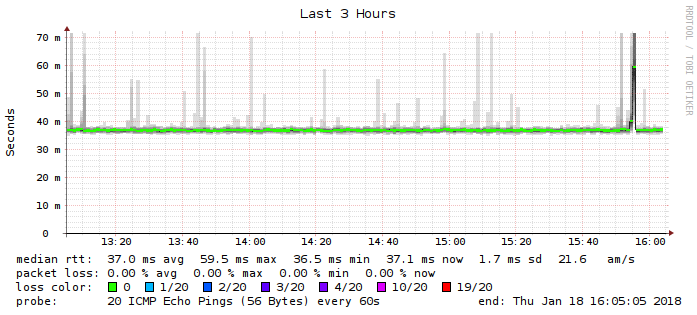 Last 3 Hours
RRDTOOL / TOBI OETIKER
Seconds
70 m
60 m
50 m
40 m
30 m
20 m
10 m
0
13:20 13:40 14:00 14:20 14:40 15:00 15:20 15:40 16:00
median rtt: 37.0 ms avg 59.5 ms max 36.5 ms min 37.1 ms now 1.7 ms sd 21.6 am/s
packet loss: 0.00 % avg 0.00 % max 0.00 % min 0.00 % now
loss color: 0 1/20 2/20 3/20 4/20 10/20 19/20
probe: 20 ICMP Echo Pings (56 Bytes) every 60s end: Thu Jan 18 16:05:05 2018